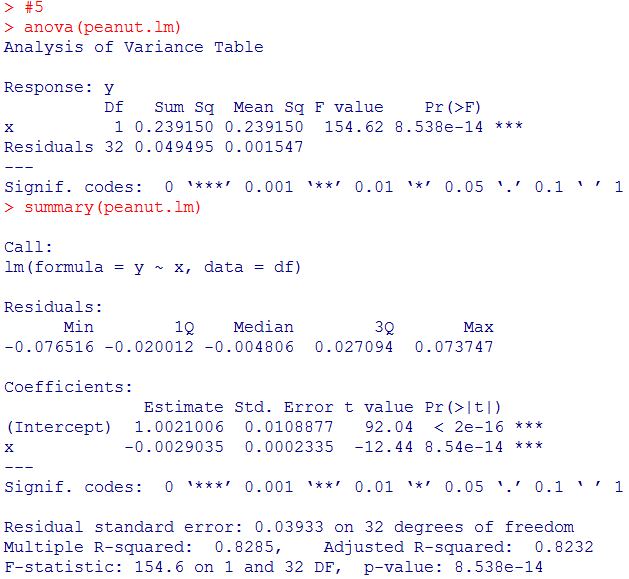 > #5
> anova(peanut.lm)
Analysis of Variance Table

Response: y
          Df   Sum Sq  Mean Sq F value    Pr(>F)
x          1 0.239150 0.239150  154.62 8.538e-14 ***
Residuals 32 0.049495 0.001547
---
Signif. codes:  0 ‘***’ 0.001 ‘**’ 0.01 ‘*’ 0.05 ‘.’ 0.1 ‘ ’ 1
> summary(peanut.lm)

Call:
lm(formula = y ~ x, data = df)

Residuals:
      Min        1Q    Median        3Q       Max
-0.076516 -0.020012 -0.004806  0.027094  0.073747

Coefficients:
              Estimate Std. Error t value Pr(>|t|)
(Intercept)  1.0021006  0.0108877   92.04  < 2e-16 ***
x           -0.0029035  0.0002335  -12.44 8.54e-14 ***
---
Signif. codes:  0 ‘***’ 0.001 ‘**’ 0.01 ‘*’ 0.05 ‘.’ 0.1 ‘ ’ 1

Residual standard error: 0.03933 on 32 degrees of freedom
Multiple R-squared:  0.8285,    Adjusted R-squared:  0.8232
F-statistic: 154.6 on 1 and 32 DF,  p-value: 8.538e-14